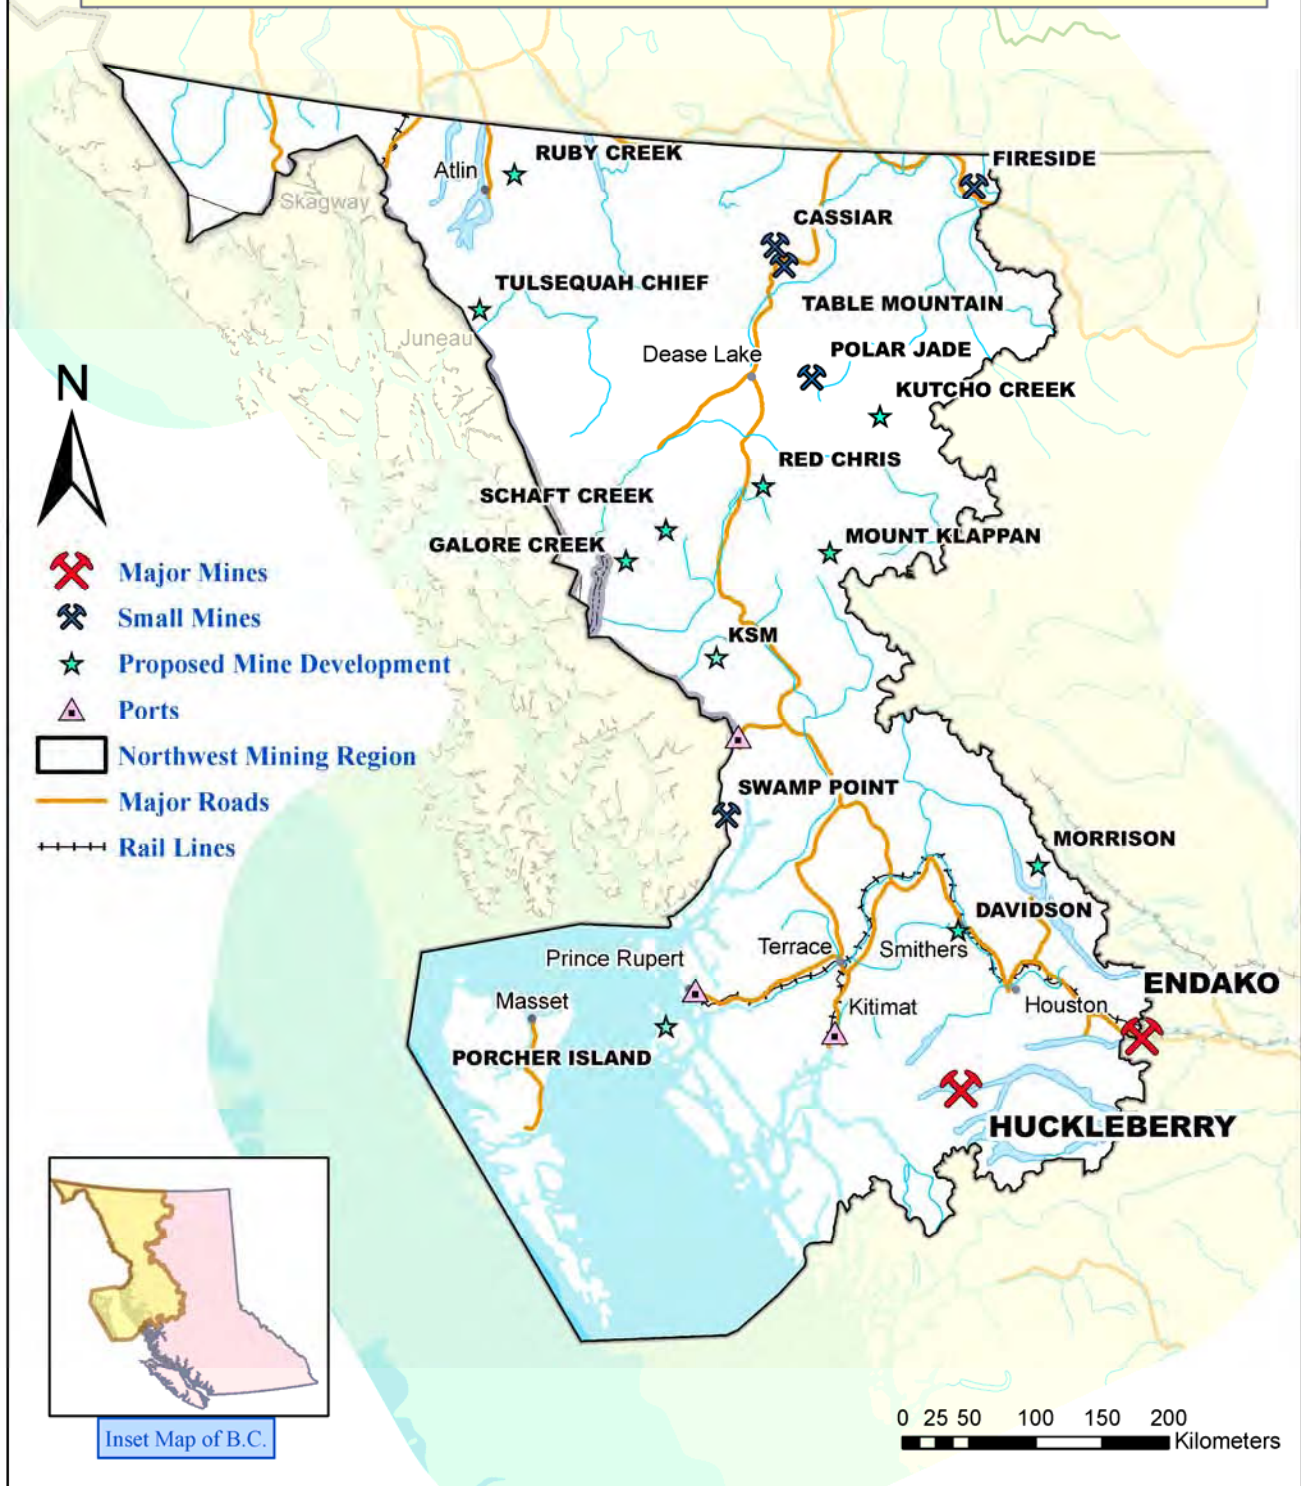 RUBY CREEK
FIRESIDE
Atlin
Skagway
CASSIAR
TULSEQUAH CHIEF
TABLE MOUNTAIN
Juneau
Dease Lake
POLAR JADE
N
KUTCHO CREEK
RED CHRIS
SCHAFT CREEK
GALORE CREEK
MOUNT KLAPPAN
Major Mines
Small Mines
KSM
Proposed Mine Development
Ports
Northwest Mining Region
SWAMP POINT
Major Roads
MORRISON
Rail Lines
DAVIDSON
Terrace
Smithers
Prince Rupert
ENDAKO
Masset
Kitimat
Houston
PORCHER ISLAND
HUCKLEBERRY
0 25 50 100 150 200
Kilometers
Inset Map of B.C.